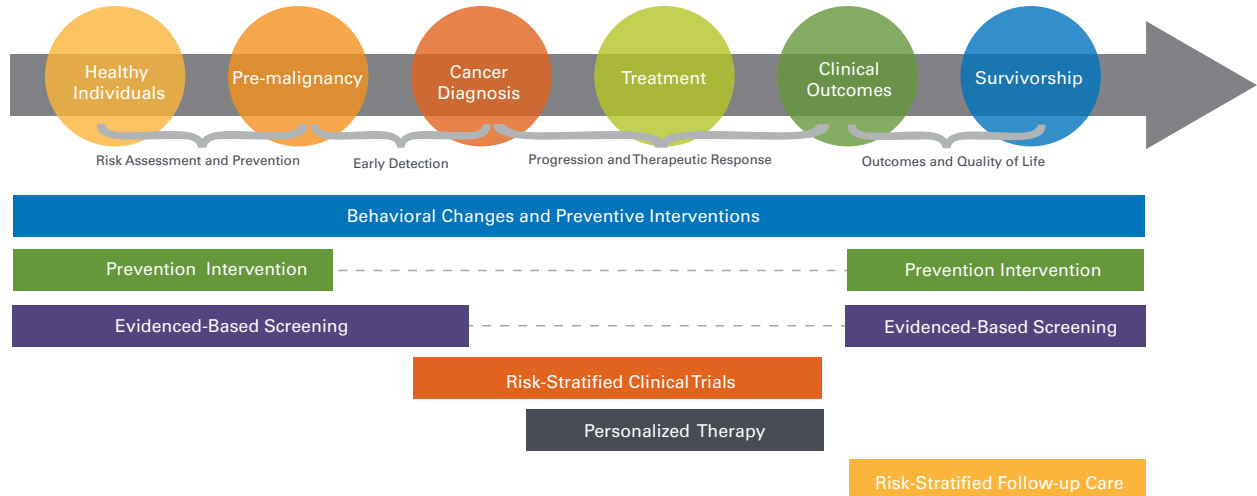 Healthy
Individuals
Pre-malignancy
Cancer
Diagnosis
Treatment
Clinical
Outcomes
Survivorship
Risk Assessment and Prevention
Early Detection
Progression and Therapeutic Response
Outcomes and Quality of Life
Behavioral Changes and Preventive Interventions
Prevention Intervention
Prevention Intervention
Evidenced-Based Screening
Evidenced-Based Screening
Risk-Stratified Clinical Trials
Personalized Therapy
Risk-Stratified Follow-up Care